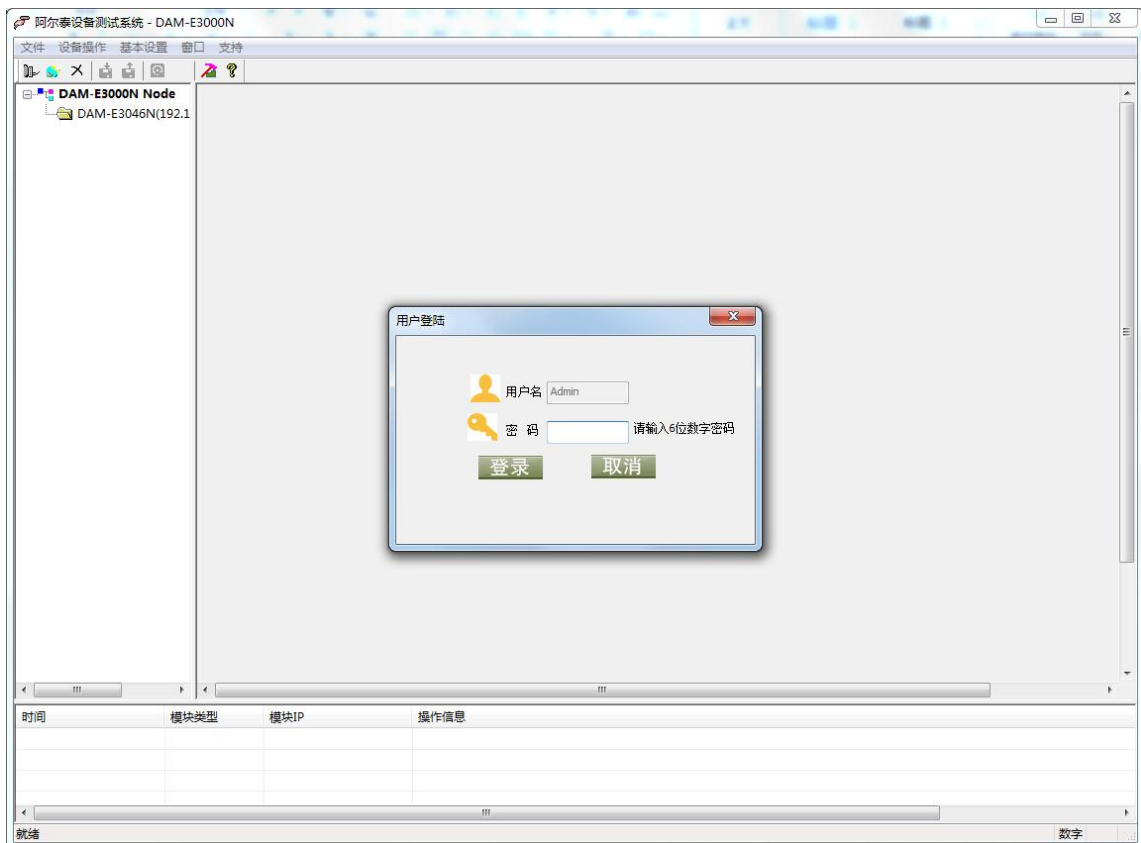 阿尔泰设备测试系统 - DAM-E3000N
文件 设备操作 基本设置 窗口 支持
DAM-E3000N Node
DAM-E3046N(192.1
用户登陆
用户名 Admin
密 码 请输入6位数字密码
登录 取消
时间 模块类型 模块IP 操作信息
就绪 数字